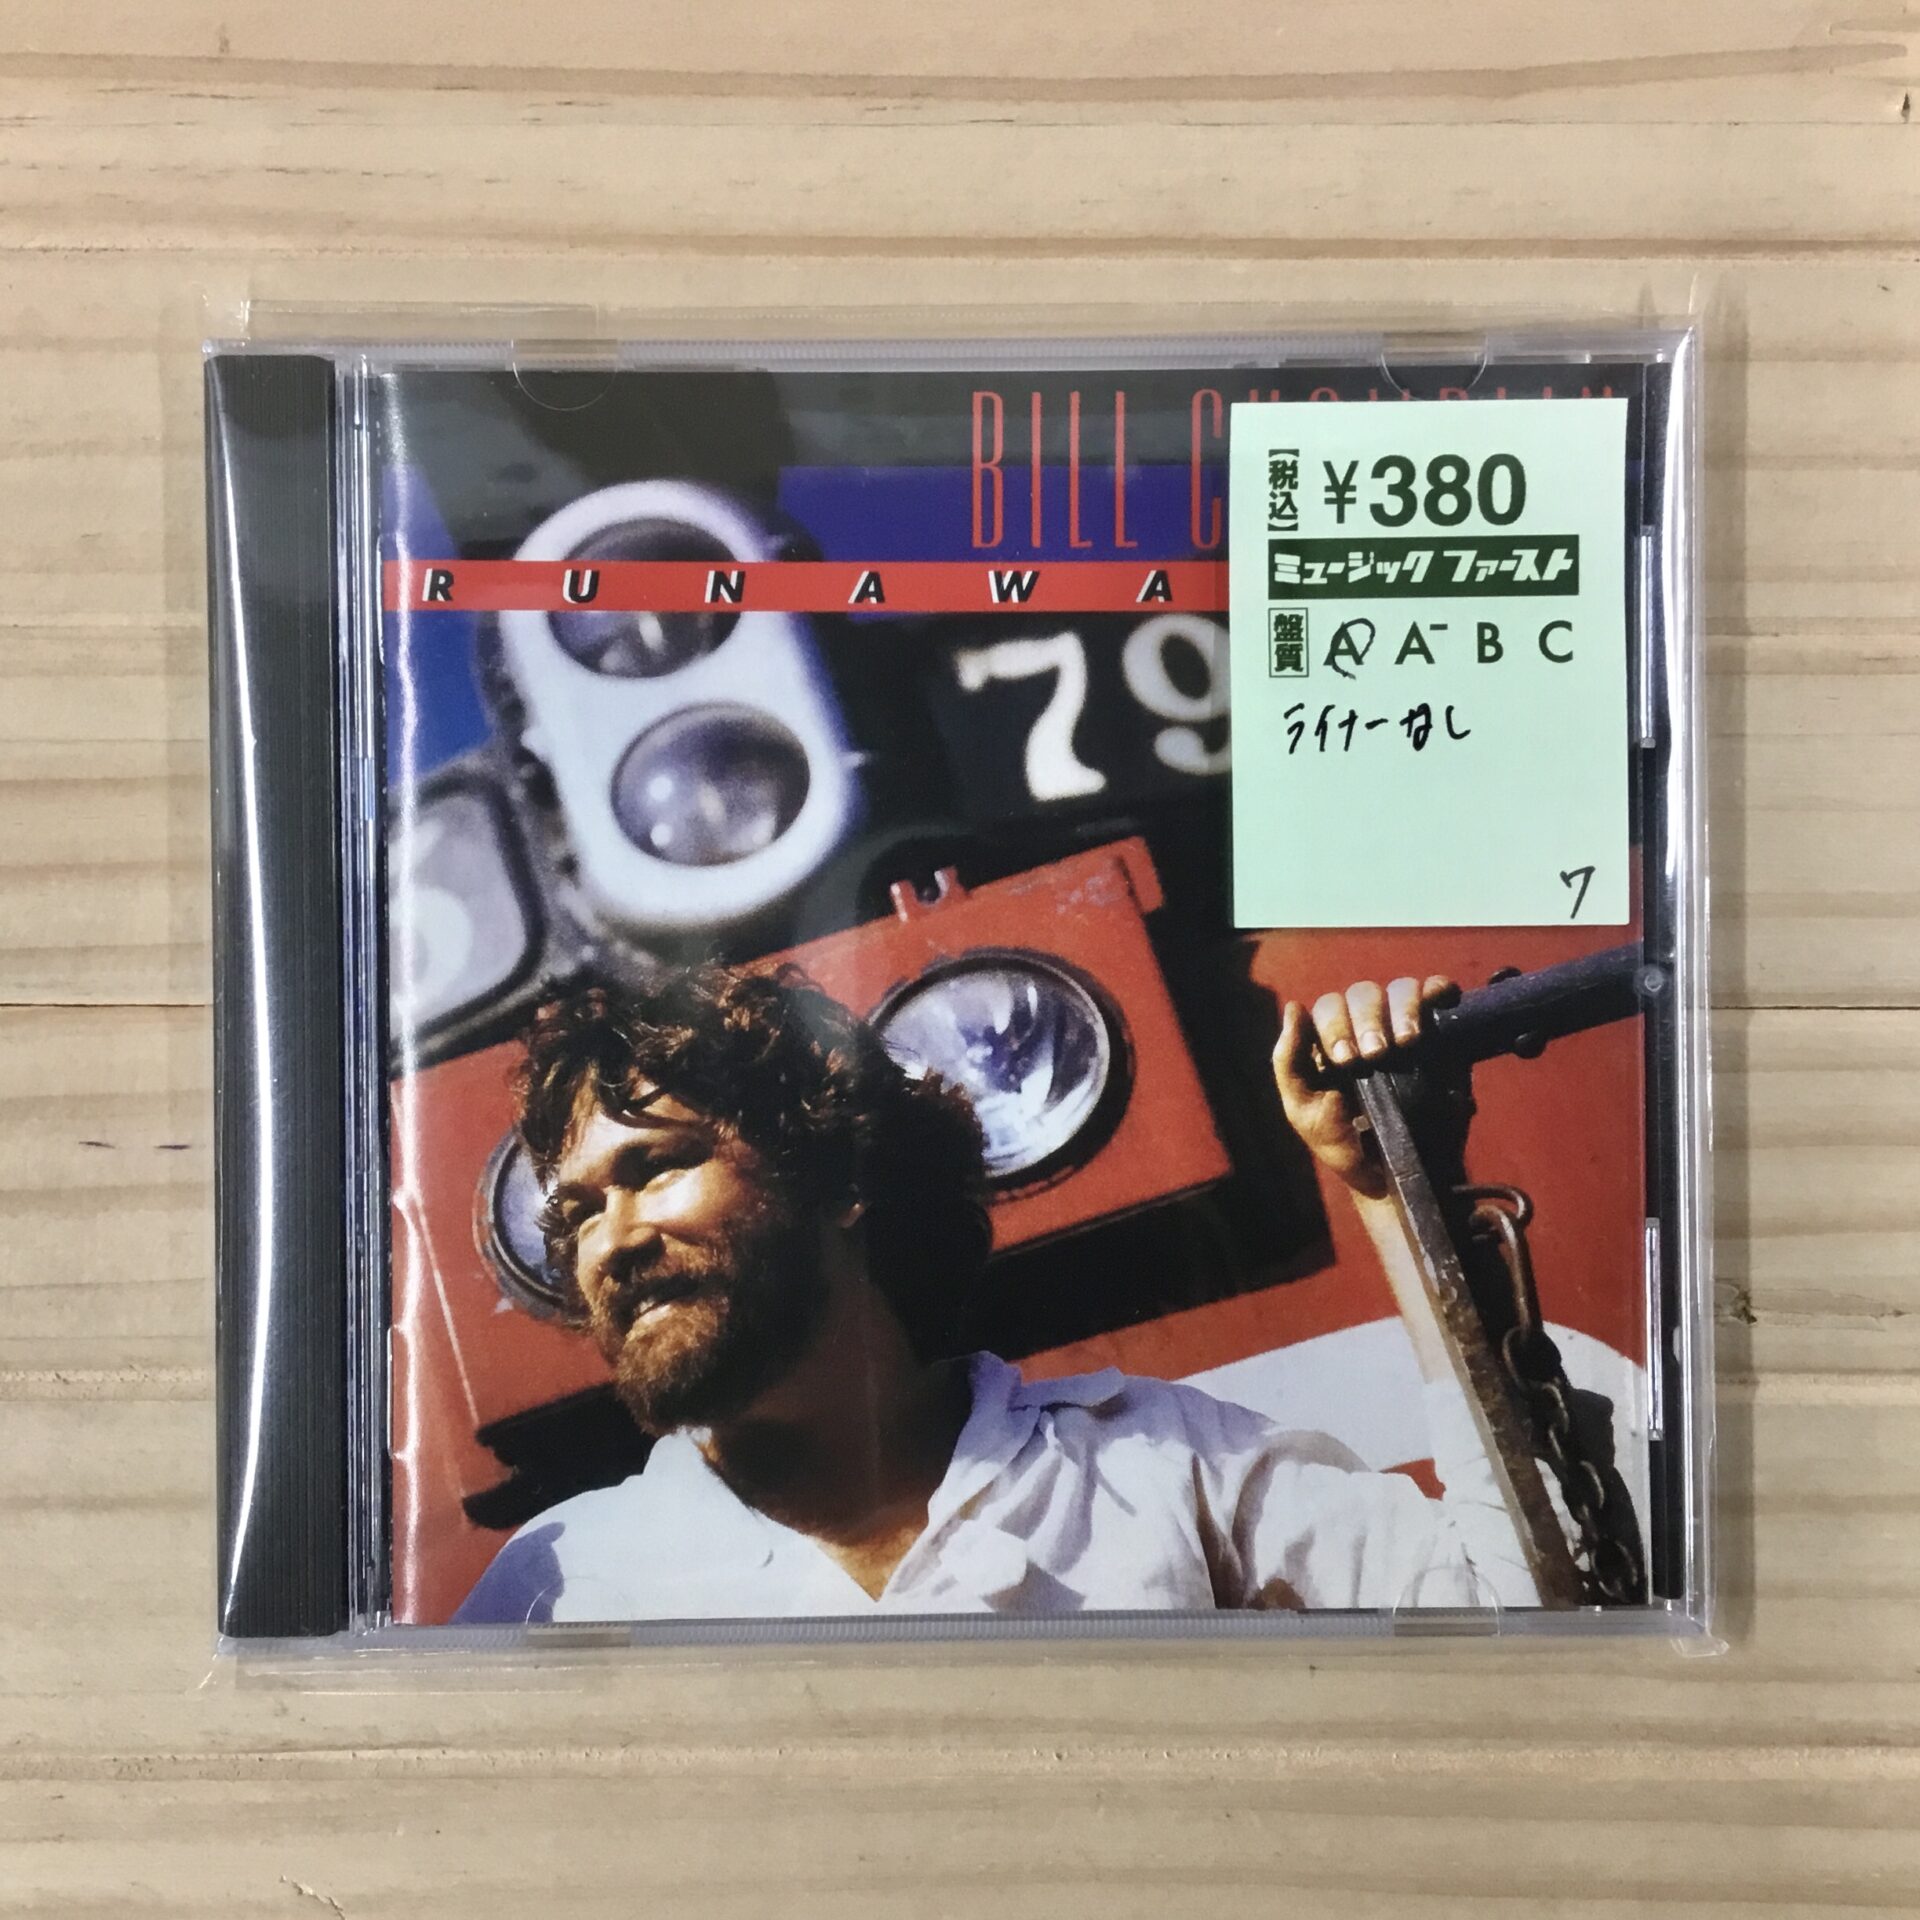 BILL C
RUNAWA
79
【税込】 ¥380
ミュージック ファースト
盤質 A A⁻ B C
ライナーなし
ワ